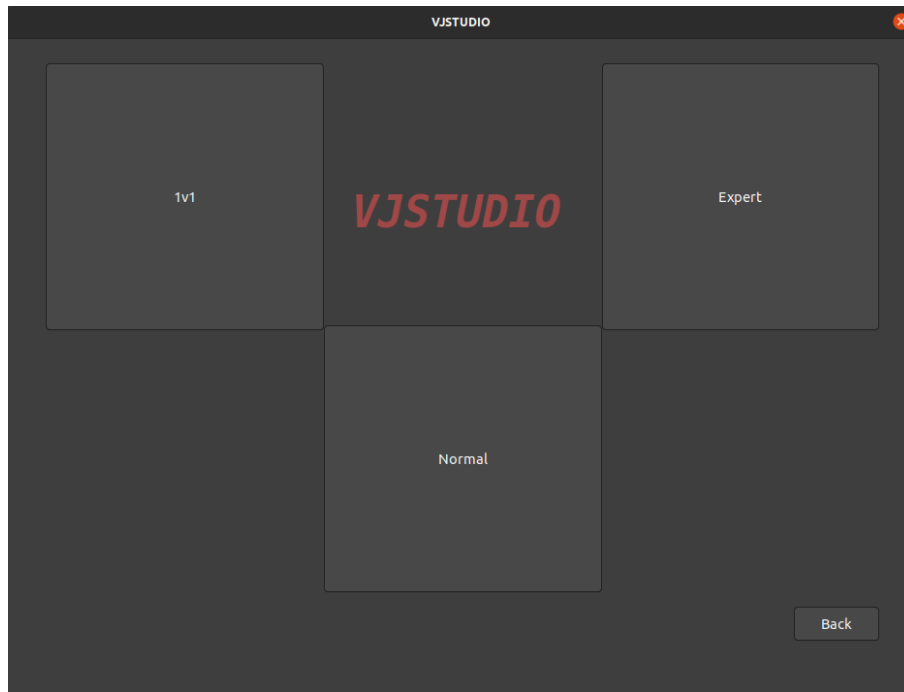 VJSTUDIO
1v1
VJSTUDIO
Expert
Normal
Back